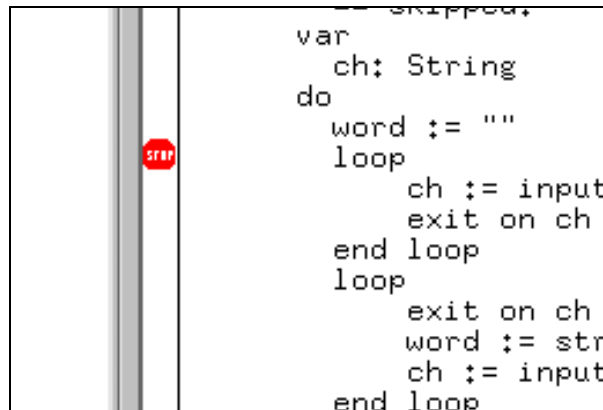 -- skipped.
var
ch: String
do
word := ""
STOP
loop
ch := input
exit on ch
end loop
loop
exit on ch
word := str
ch := input
end loop